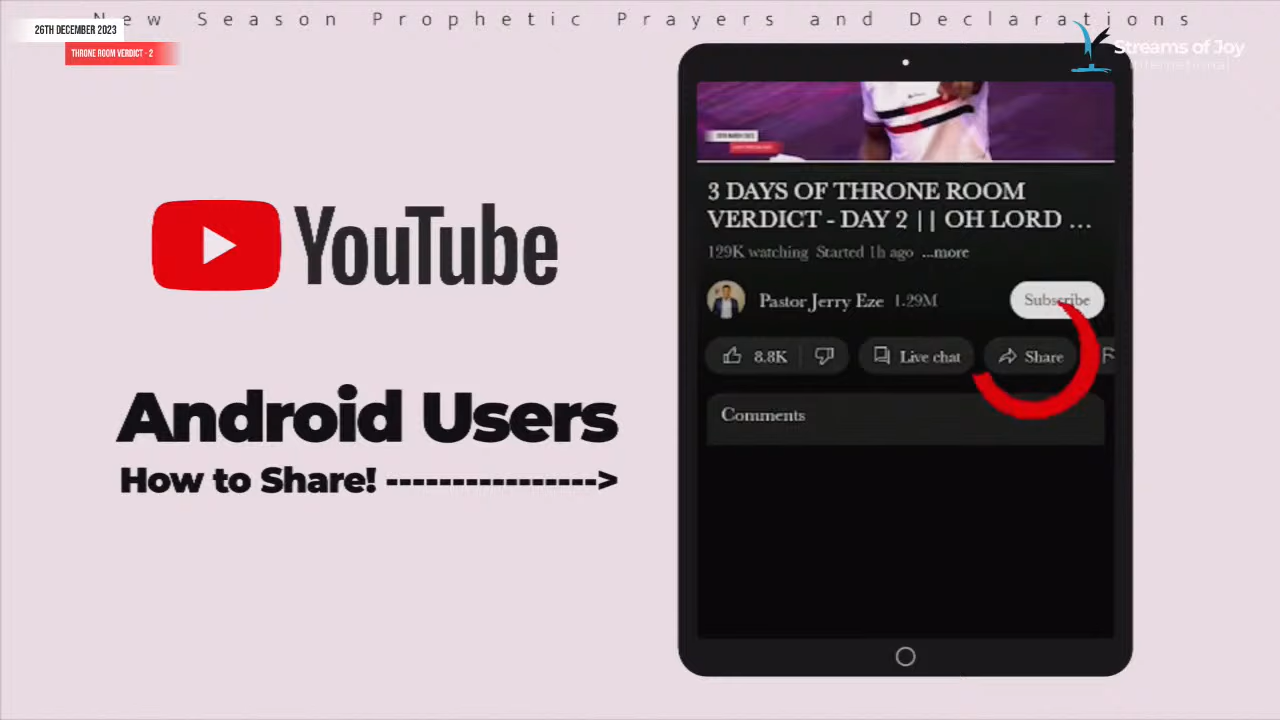 New Season Prophetic Prayers and Declarations
26TH DECEMBER 2023
THRONE ROOM VERDICT - 2
Streams of Joy
International
YouTube
Android Users
How to Share! ---------------->
3 DAYS OF THRONE ROOM
VERDICT - DAY 2 || OH LORD ...
129K watching Started 1h ago ...more
Pastor Jerry Eze 1.29M
Subscribe
8.8K
Live chat
Share
Comments